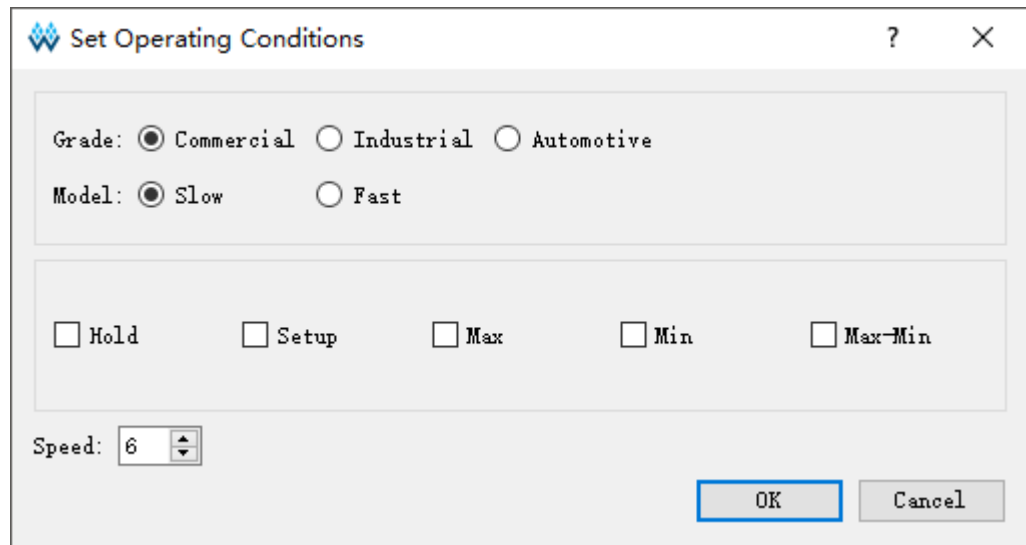 Set Operating Conditions ?
Grade: Commercial Industrial Automotive
Model: Slow Fast
Hold Setup Max Min Max-Min
Speed: 6
OK Cancel